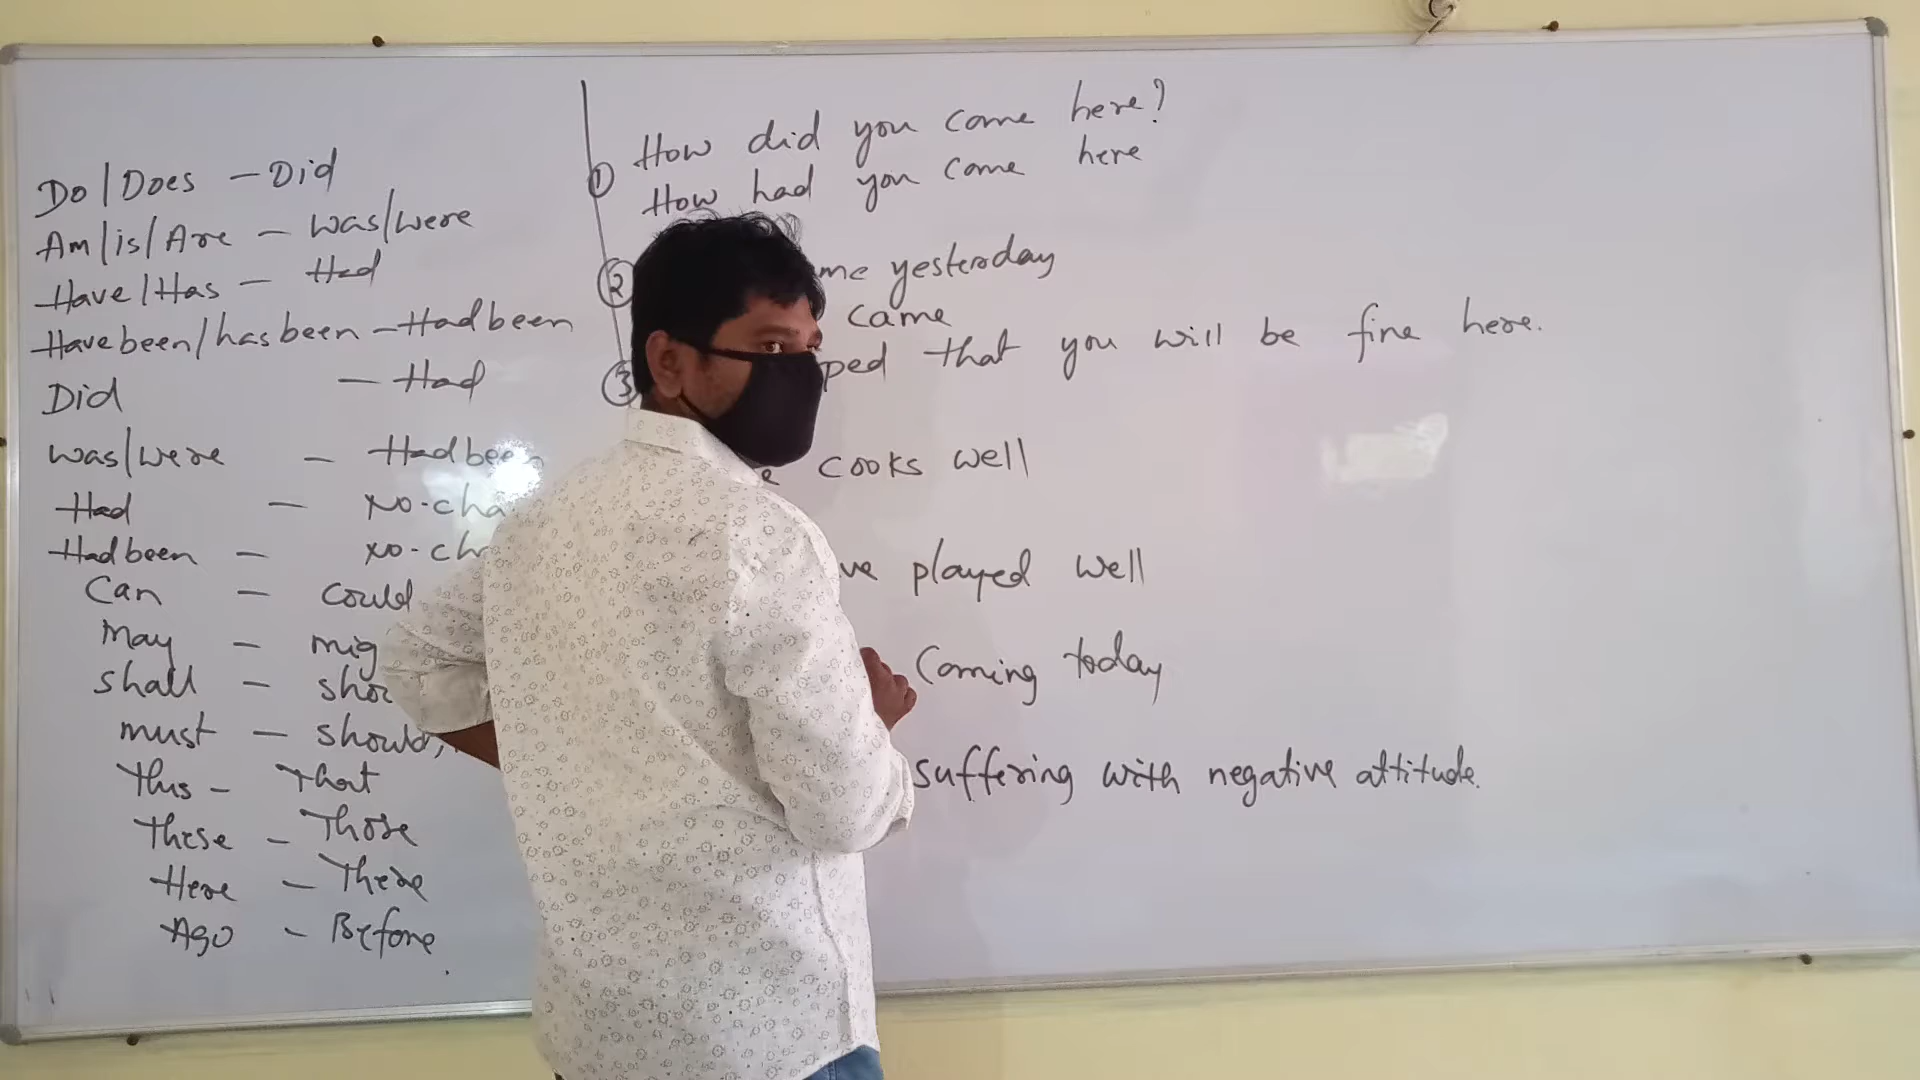 Do/Does - Did
Am/is/Are - was/were
Have/Has - Had
Have been/has been - Had been
Did - Had
was/were - Had been
Had - No-cha
Had been - No-ch
Can - could
may - mig
shall - sho
must - should,
This - That
These - Those
Here - There
Ago - Before.
① How did you come here?
How had you come here
② me yesterday
came
③ ped that you will be fine here.
e cooks well
ve played well
Coming today
suffering with negative attitude.